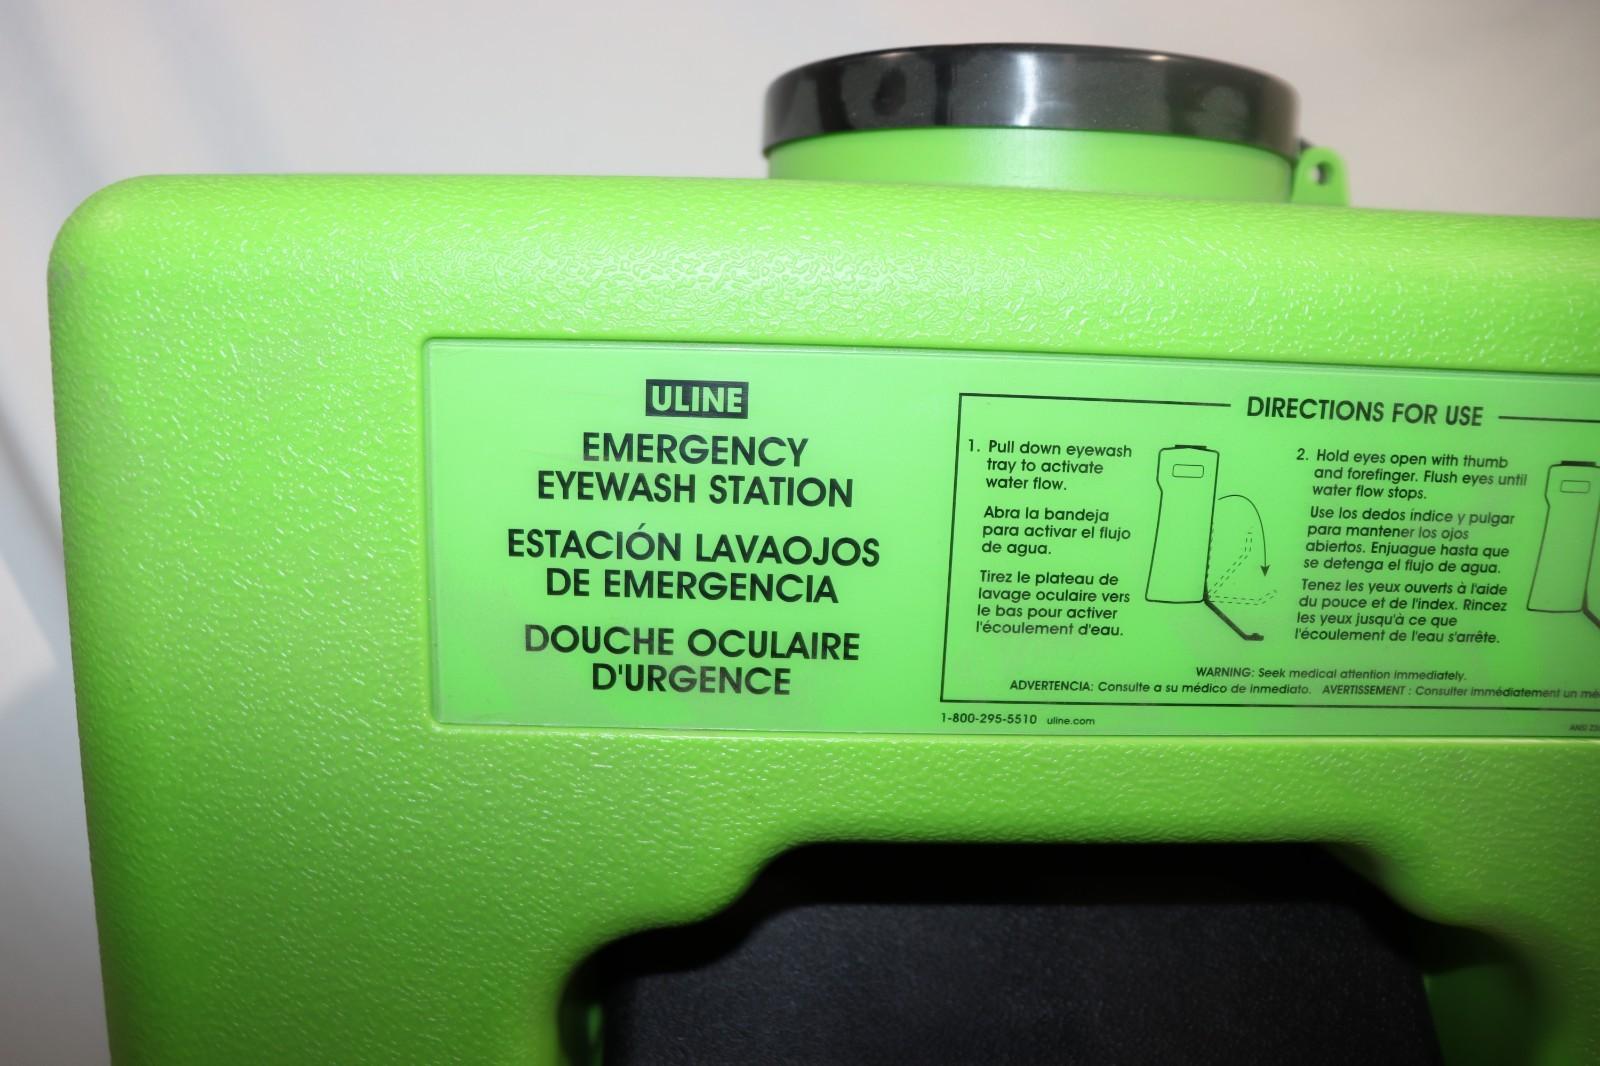 ULINE
EMERGENCY
EYEWASH STATION
ESTACIÓN LAVAOJOS
DE EMERGENCIA
DOUCHE OCULAIRE
D'URGENCE
DIRECTIONS FOR USE
1. Pull down eyewash
tray to activate
water flow.
Abra la bandeja
para activar el flujo
de agua.
Tirez le plateau de
lavage oculaire vers
le bas pour activer
l'écoulement d'eau.
2. Hold eyes open with thumb
and forefinger. Flush eyes until
water flow stops.
Use los dedos índice y pulgar
para mantener los ojos
abiertos. Enjuague hasta que
se detenga el flujo de agua.
Tenez les yeux ouverts à l'aide
du pouce et de l'index. Rincez
les yeux jusqu'à ce que
l'écoulement de l'eau s'arrête.
WARNING: Seek medical attention immediately.
ADVERTENCIA: Consulte a su médico de inmediato. AVERTISSEMENT : Consulter immédiatement un
1-800-295-5510 uline.com
ANSI